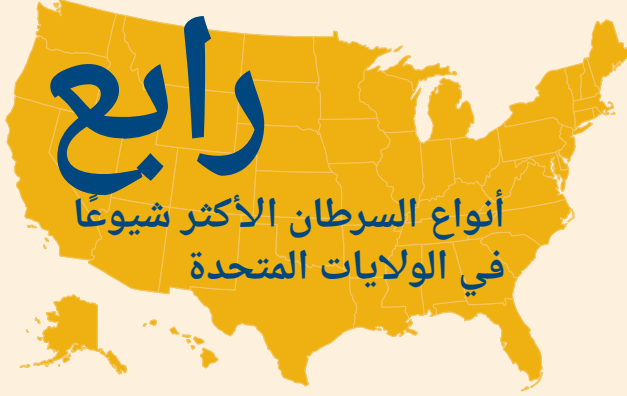 رابع
أنواع السرطان الأكثر شيوعًا
في الولايات المتحدة